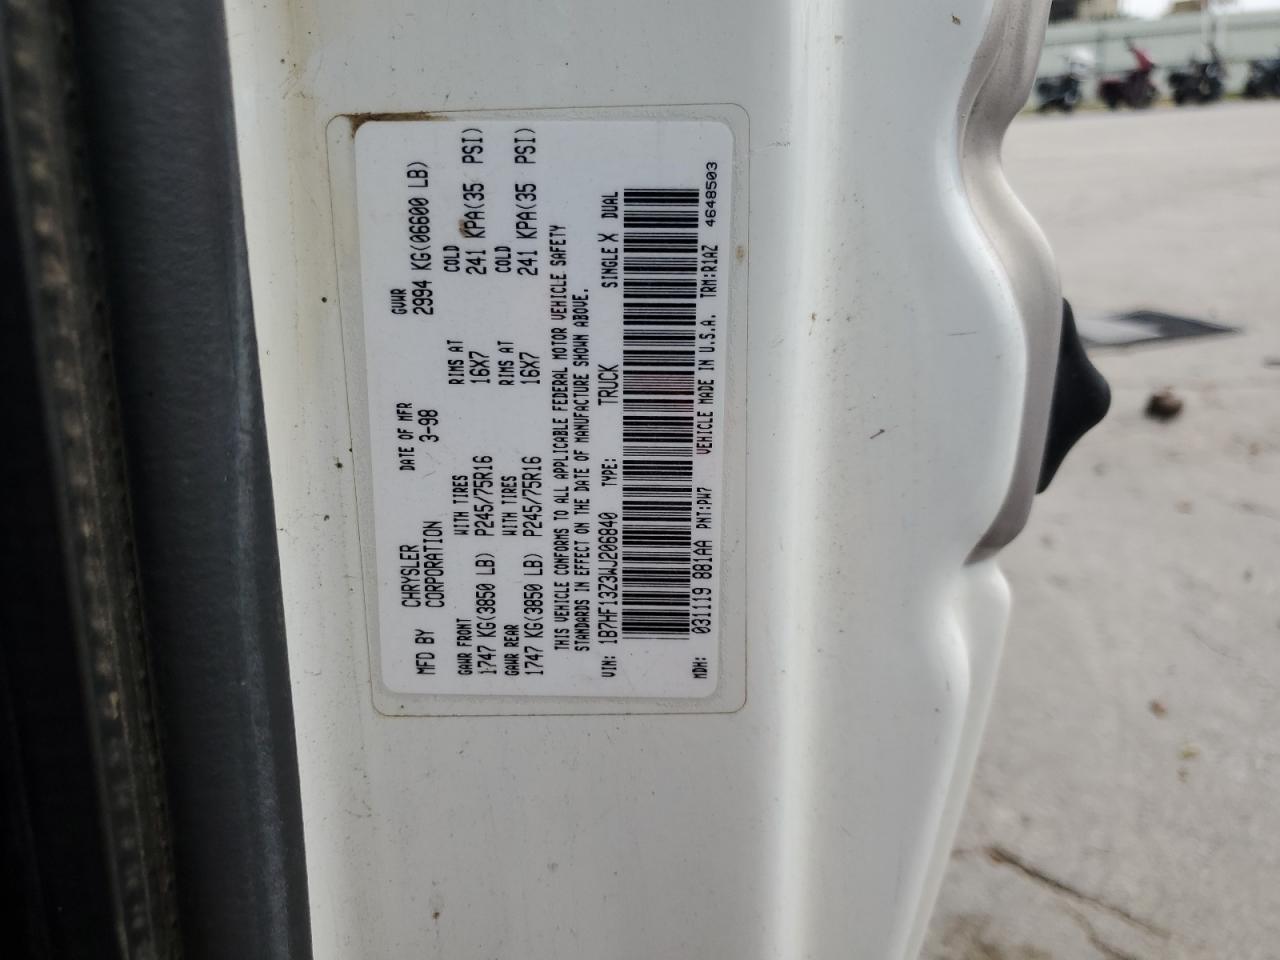 MFD BY CHRYSLER CORPORATION DATE OF MFR 3-98 GVWR 2994 KG(06600 LB)
GAWR FRONT WITH TIRES RIMS AT COLD
1747 KG(3850 LB) P245/75R16 16X7 241 KPA(35 PSI)
GAWR REAR WITH TIRES RIMS AT COLD
1747 KG(3850 LB) P245/75R16 16X7 241 KPA(35 PSI)
THIS VEHICLE CONFORMS TO ALL APPLICABLE FEDERAL MOTOR VEHICLE SAFETY
STANDARDS IN EFFECT ON THE DATE OF MANUFACTURE SHOWN ABOVE.
VIN: 1B7HF13Z3WJ206840 TYPE: TRUCK SINGLE X DUAL
MDH: 031119 881AA PNT:PW7 VEHICLE MADE IN U.S.A. TRM:R1AZ 4648503